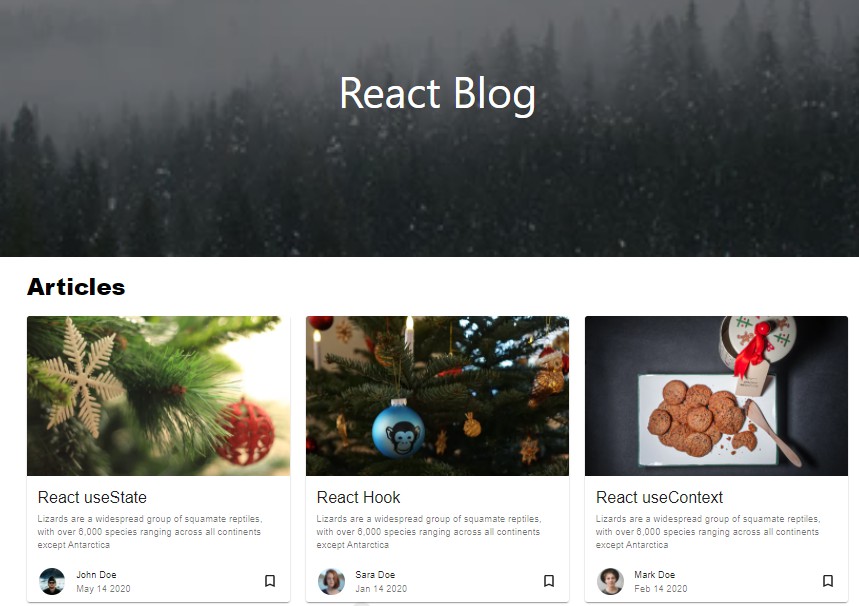 React Blog
Articles
React useState
Lizards are a widespread group of squamate reptiles,
with over 6,000 species ranging across all continents
except Antarctica
John Doe
May 14 2020
React Hook
Lizards are a widespread group of squamate reptiles,
with over 6,000 species ranging across all continents
except Antarctica
Sara Doe
Jan 14 2020
React useContext
Lizards are a widespread group of squamate reptiles,
with over 6,000 species ranging across all continents
except Antarctica
Mark Doe
Feb 14 2020